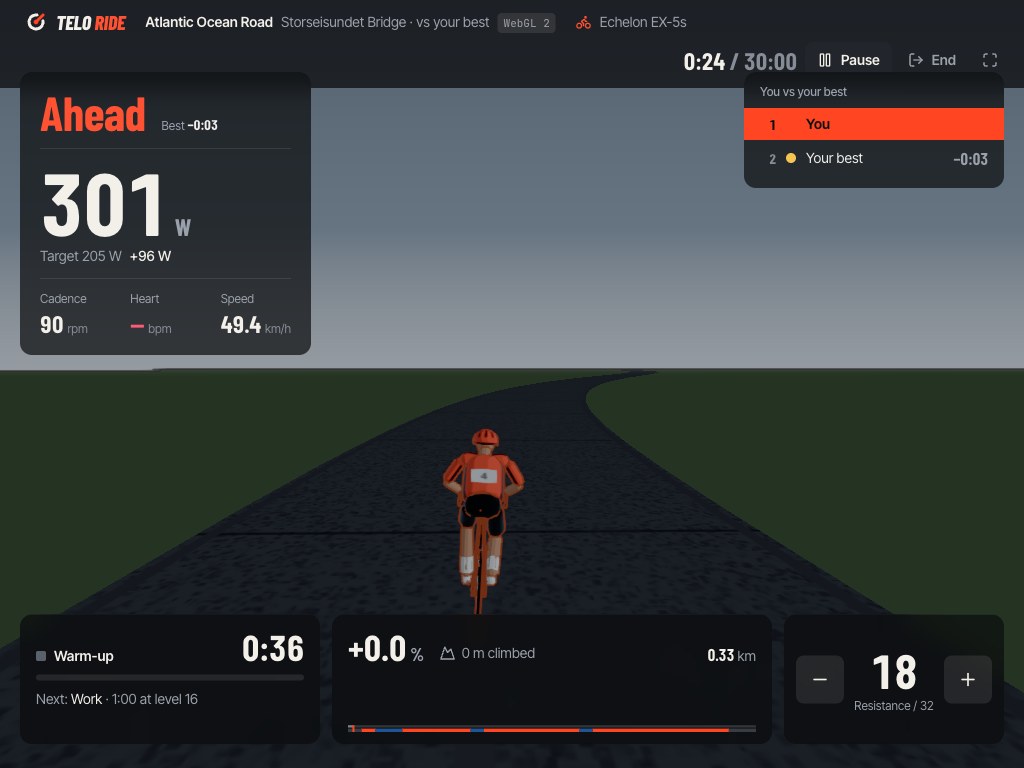 TELO RIDE Atlantic Ocean Road Storseisundet Bridge · vs your best WebGL 2 Echelon EX-5s
0:24 / 30:00 Pause End
Ahead Best −0:03
301 W
Target 205 W +96 W
Cadence Heart Speed
90 rpm — bpm 49.4 km/h
You vs your best
1 You
2 Your best −0:03
4
Warm-up 0:36
Next: Work · 1:00 at level 16
+0.0 % 0 m climbed 0.33 km
− 18 +
Resistance / 32